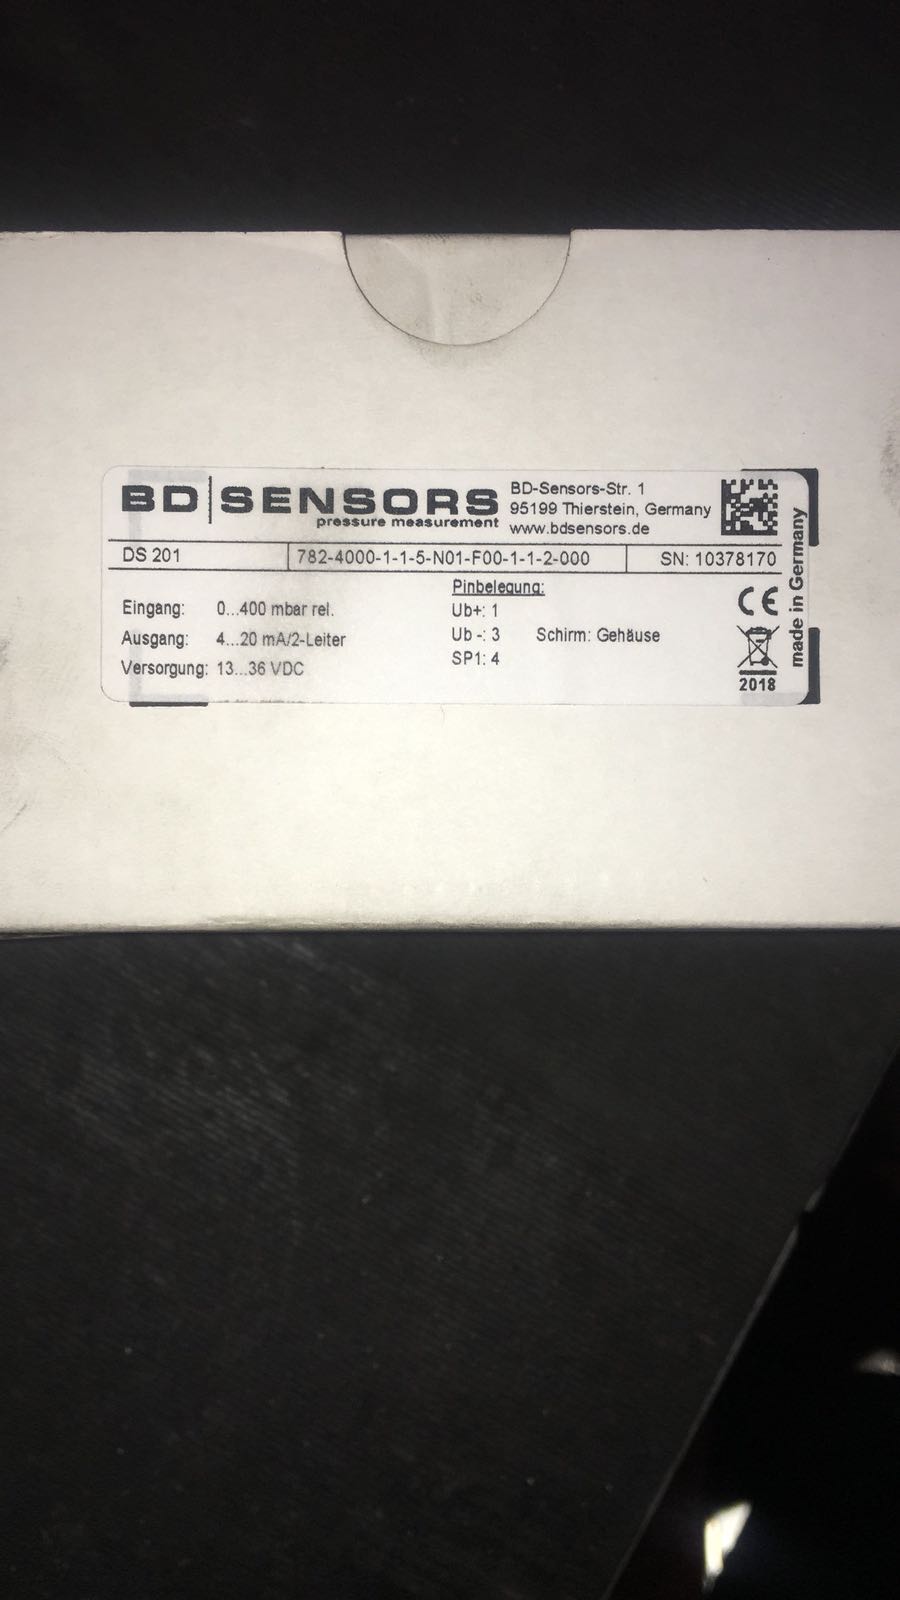 BD|SENSORS
pressure measurement
BD-Sensors-Str. 1
95199 Thierstein, Germany
www.bdsensors.de
DS 201
782-4000-1-1-5-N01-F00-1-1-2-000
SN: 10378170
Eingang: 0...400 mbar rel.
Ausgang: 4...20 mA/2-Leiter
Versorgung: 13...36 VDC
Pinbelegung:
Ub+: 1
Ub -: 3 Schirm: Gehäuse
SP1: 4
CE
2018
made in Germany